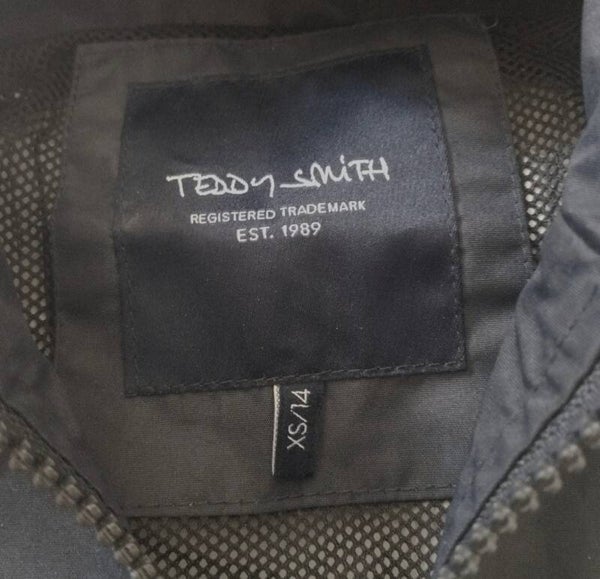 TEDDY SMITH
REGISTERED TRADEMARK
EST. 1989
XS/14